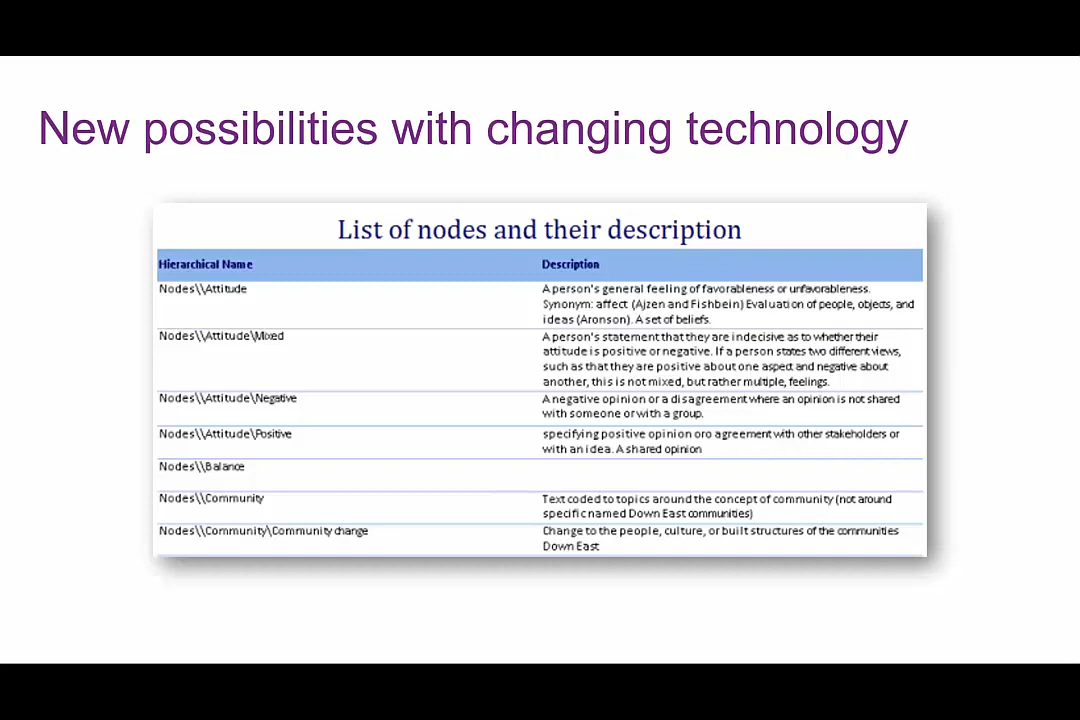 New possibilities with changing technology
List of nodes and their description
Hierarchical Name Description
Nodes\\Attitude A person's general feeling of favorableness or unfavorableness.
Synonym: affect (Ajzen and Fishbein) Evaluation of people, objects, and
ideas (Aronson). A set of beliefs.
Nodes\\Attitude\Mixed A person's statement that they are indecisive as to whether their
attitude is positive or negative. If a person states two different views,
such as that they are positive about one aspect and negative about
another, this is not mixed, but rather multiple, feelings.
Nodes\\Attitude\Negative A negative opinion or a disagreement where an opinion is not shared
with someone or with a group.
Nodes\\Attitude\Positive specifying positive opinion oro agreement with other stakeholders or
with an idea. A shared opinion
Nodes\\Balance
Nodes\\Community Text coded to topics around the concept of community (not around
specific named Down East communities)
Nodes\\Community\Community change Change to the people, culture, or built structures of the communities
Down East